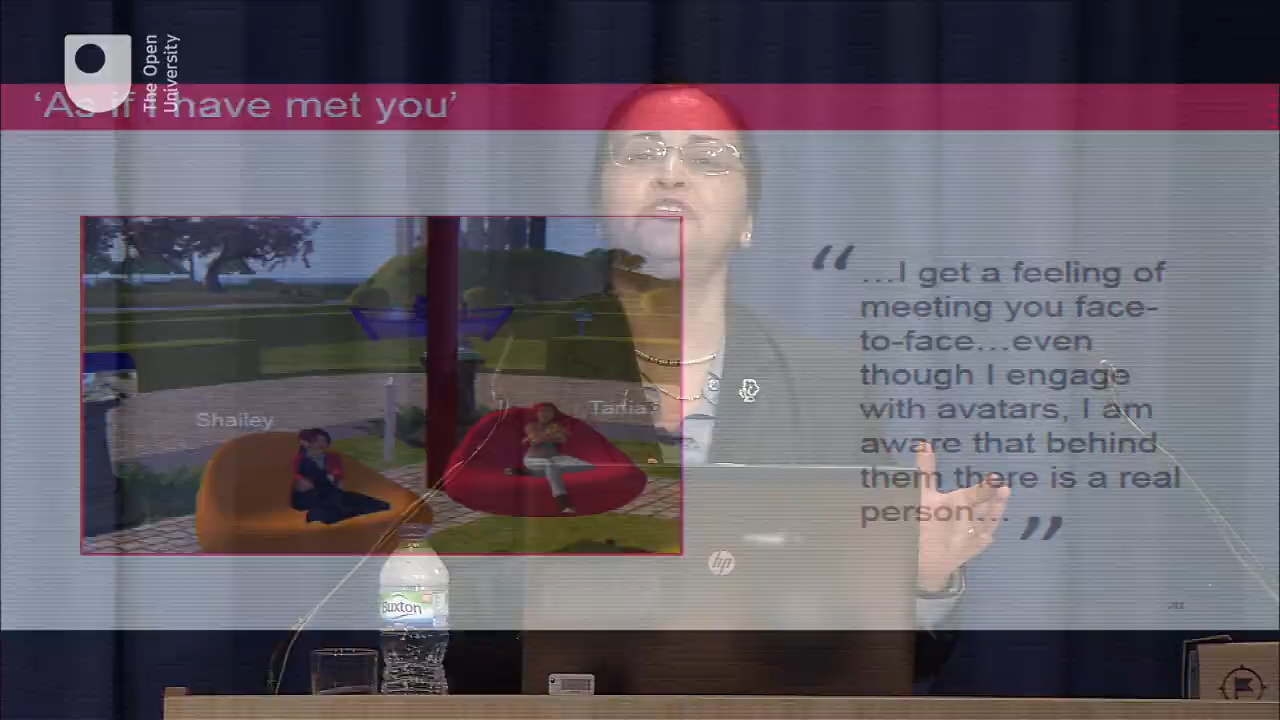 The Open
University
‘As if I have met you’
“ …I get a feeling of
meeting you face-
to-face…even
though I engage
with avatars, I am
aware that behind
them there is a real
person… ”
Shailey
Tania
hp
Buxton